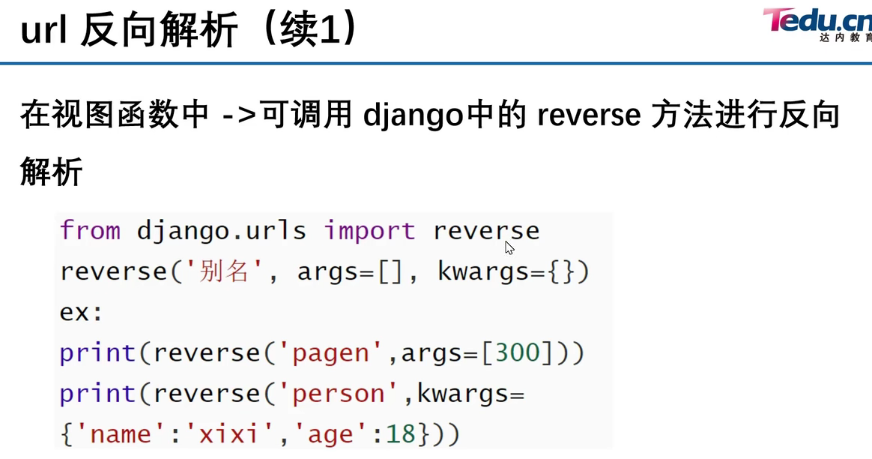 url 反向解析（续1）
Tedu.cn
达内教育
在视图函数中 ->可调用 django中的 reverse 方法进行反向
解析
from django.urls import reverse
reverse('别名', args=[], kwargs={})
ex:
print(reverse('pagen',args=[300]))
print(reverse('person',kwargs=
{'name':'xixi','age':18}))